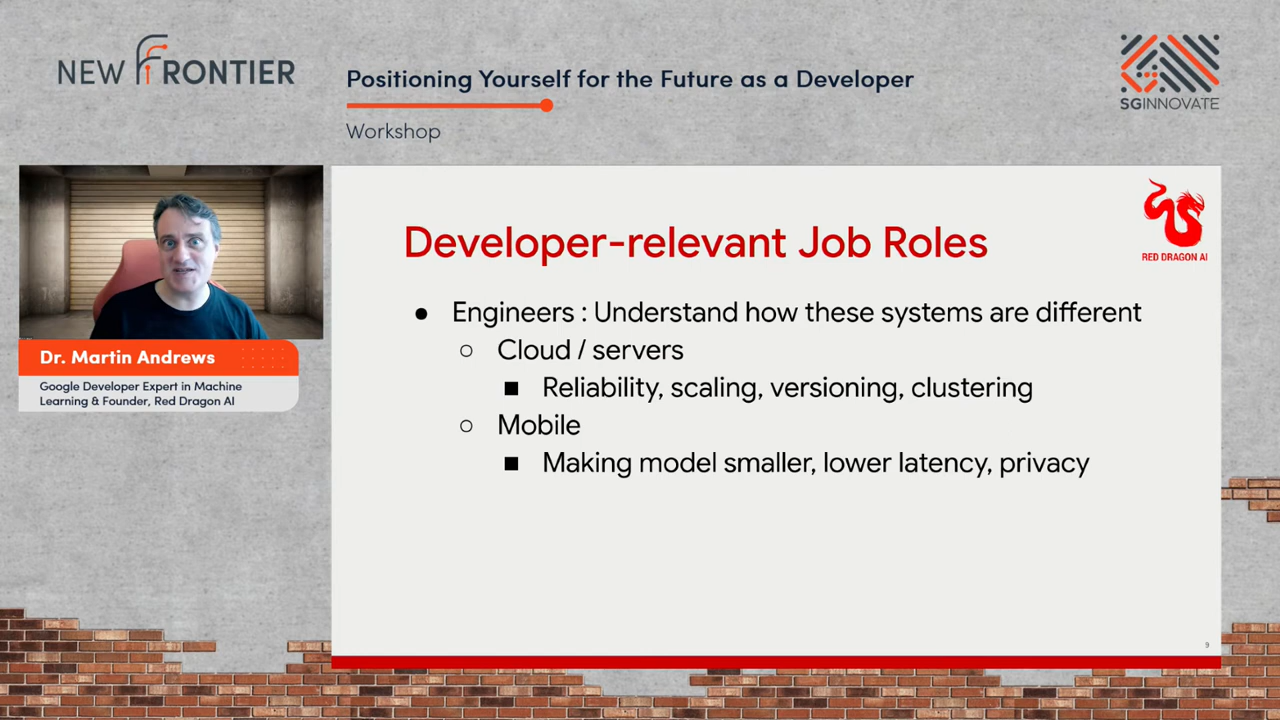 NEW FRONTIER
Positioning Yourself for the Future as a Developer
Workshop
SGINNOVATE
Dr. Martin Andrews
Google Developer Expert in Machine
Learning & Founder, Red Dragon AI
RED DRAGON AI
Developer-relevant Job Roles
● Engineers : Understand how these systems are different
○ Cloud / servers
■ Reliability, scaling, versioning, clustering
○ Mobile
■ Making model smaller, lower latency, privacy
9